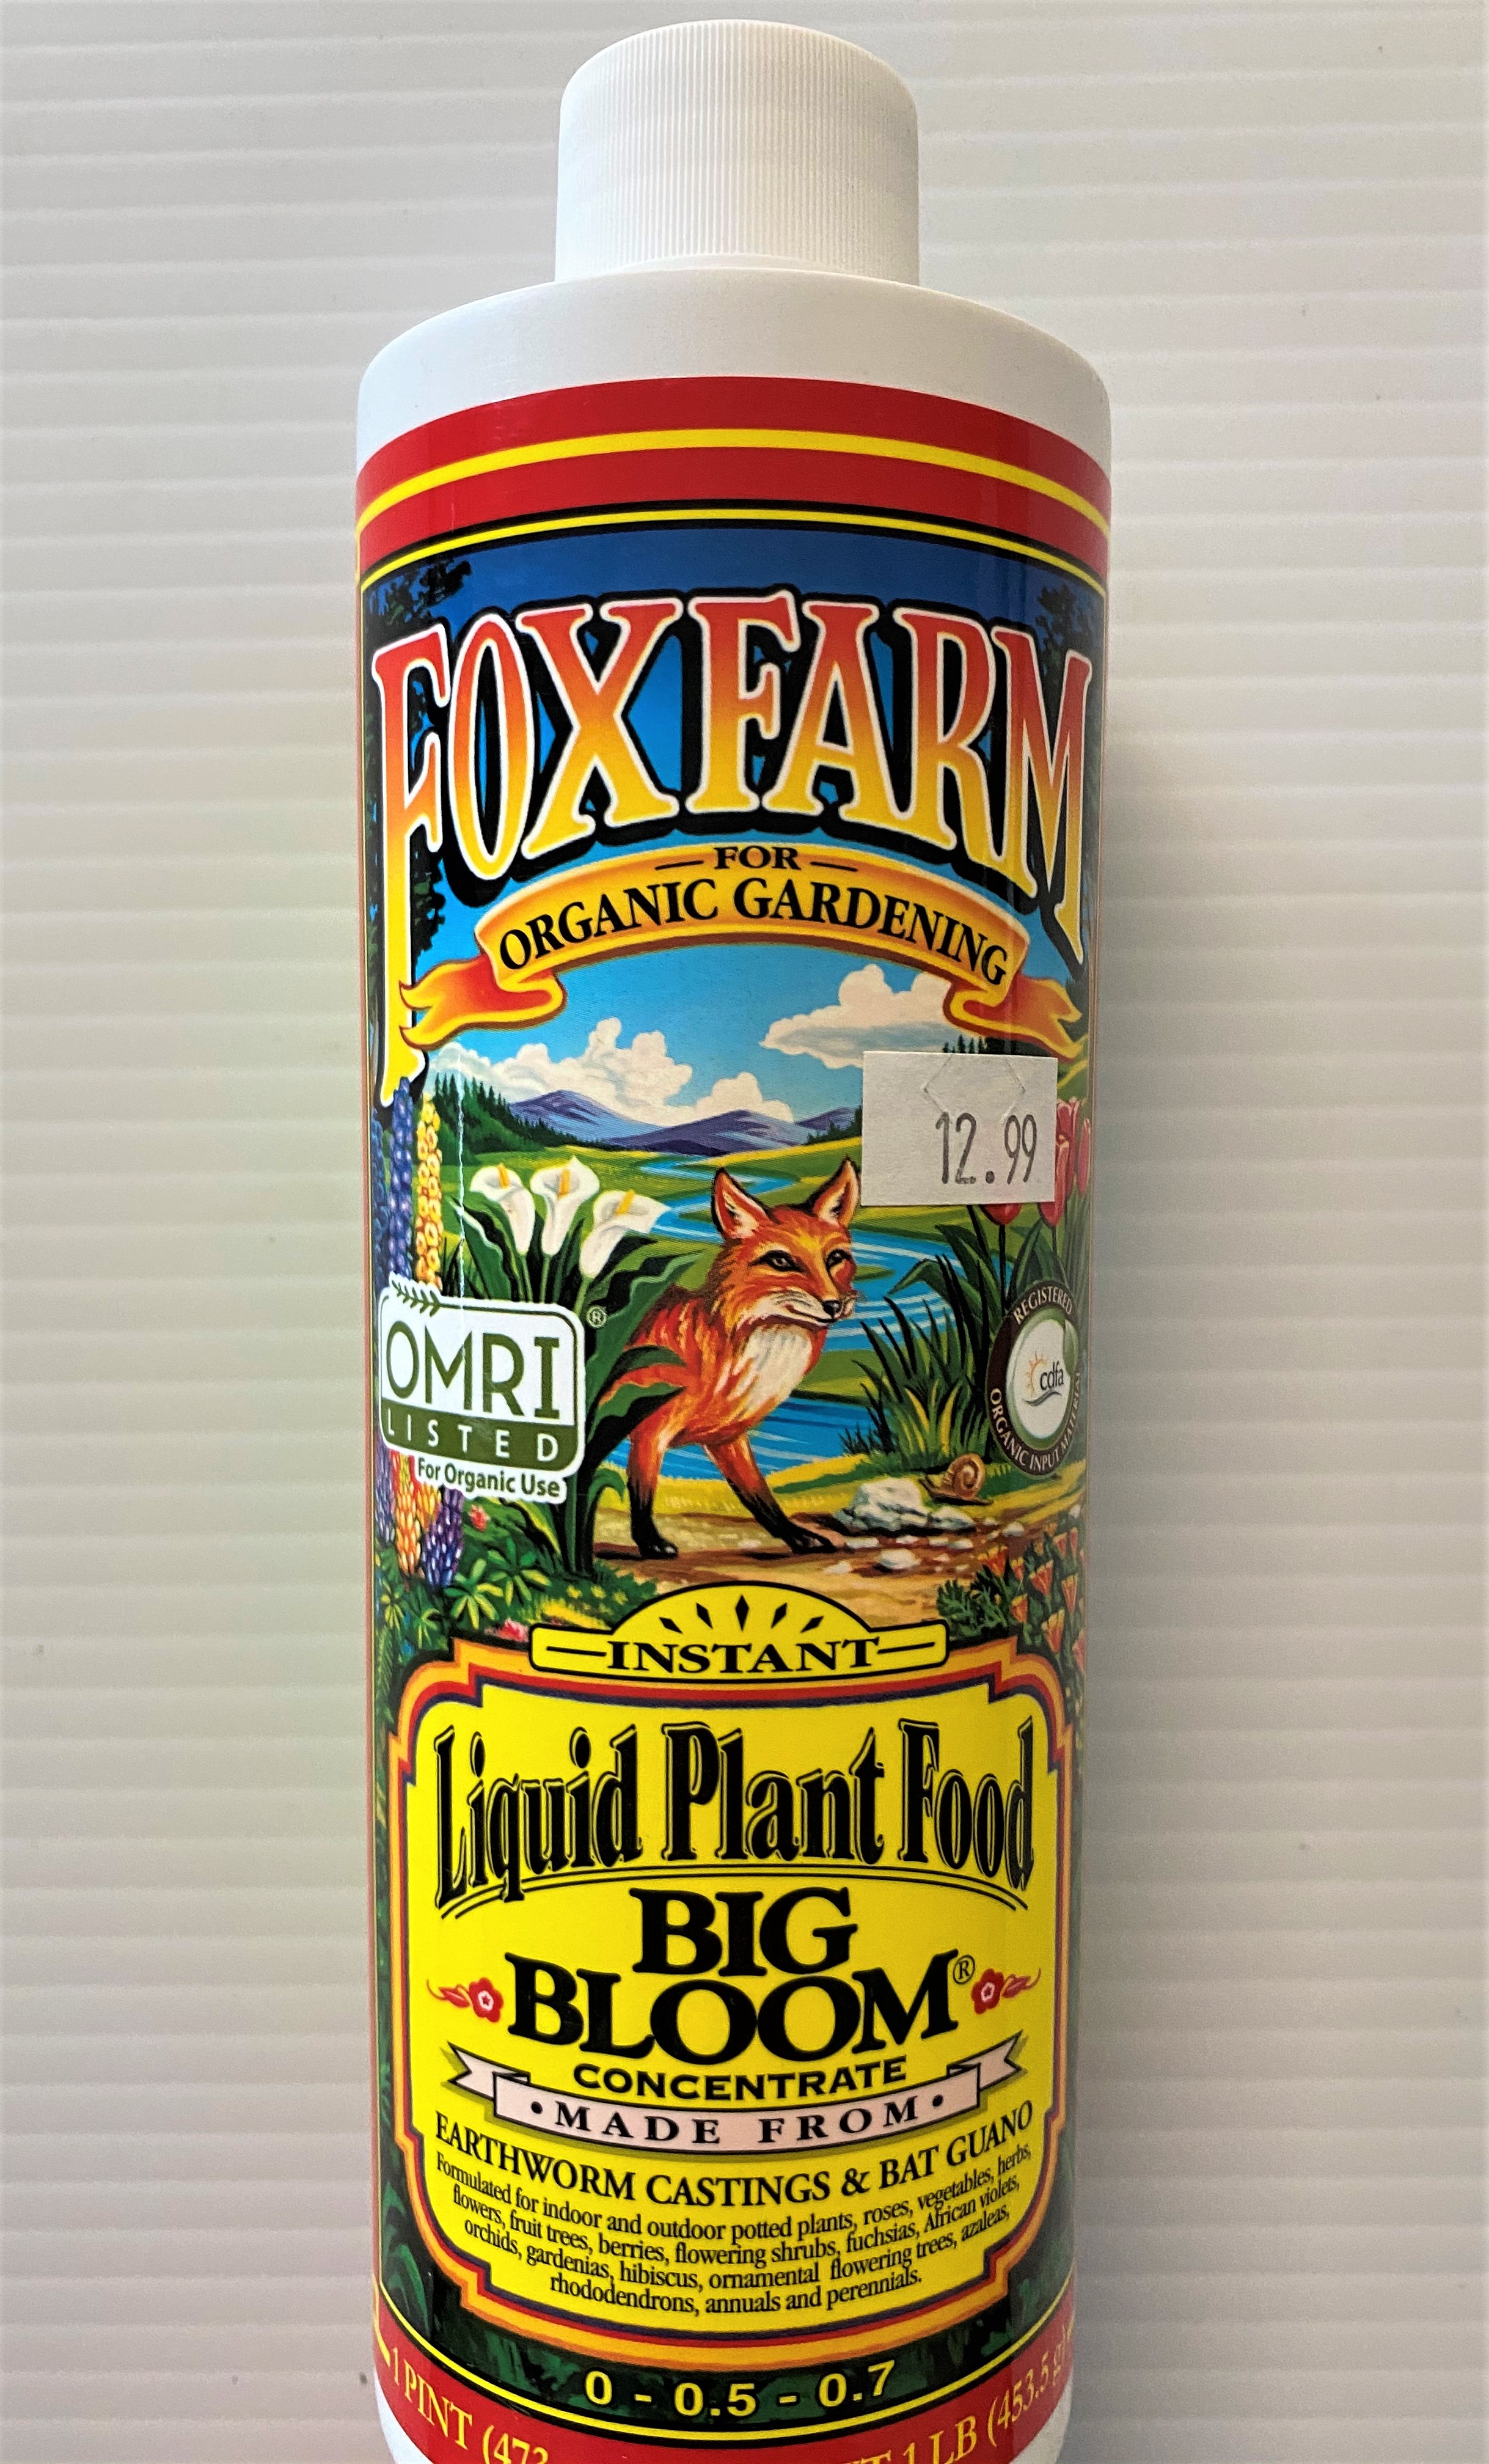 FOXFARM
FOR
ORGANIC GARDENING
12.99
OMRI ®
LISTED
For Organic Use
REGISTERED
cdfa
ORGANIC INPUT MATERIAL
INSTANT
Liquid Plant Food
BIG
BLOOM®
CONCENTRATE
• MADE FROM •
EARTHWORM CASTINGS & BAT GUANO
Formulated for indoor and outdoor potted plants, roses, vegetables, herbs,
flowers, fruit trees, berries, flowering shrubs, fuchsias, African violets,
orchids, gardenias, hibiscus, ornamental flowering trees, azaleas,
rhododendrons, annuals and perennials.
0 - 0.5 - 0.7
1 PINT (473 1 LB (453.5 g)